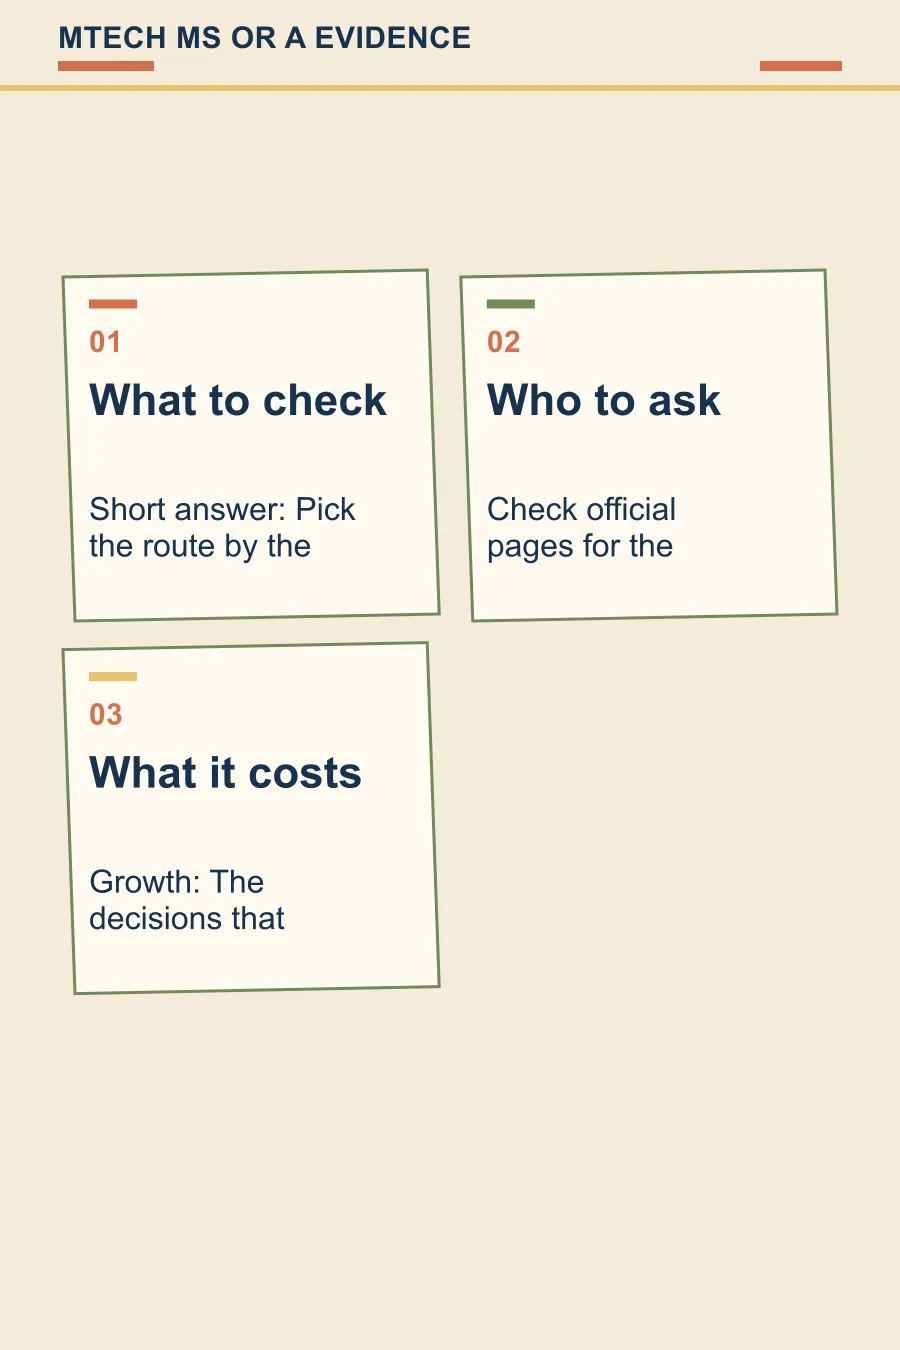 MTECH MS OR A EVIDENCE
01
What to check
Short answer: Pick
the route by the
02
Who to ask
Check official
pages for the
03
What it costs
Growth: The
decisions that